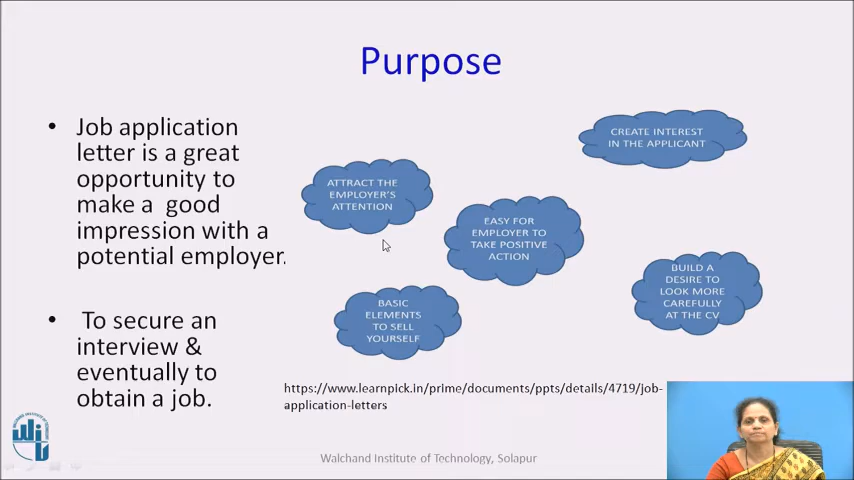 Purpose
• Job application
letter is a great
opportunity to
make a good
impression with a
potential employer.
• To secure an
interview &
eventually to
obtain a job.
ATTRACT THE
EMPLOYER'S
ATTENTION
CREATE INTEREST
IN THE APPLICANT
EASY FOR
EMPLOYER TO
TAKE POSITIVE
ACTION
BUILD A
DESIRE TO
LOOK MORE
CAREFULLY
AT THE CV
BASIC
ELEMENTS
TO SELL
YOURSELF
https://www.learnpick.in/prime/documents/ppts/details/4719/job-
application-letters
Walchand Institute of Technology, Solapur